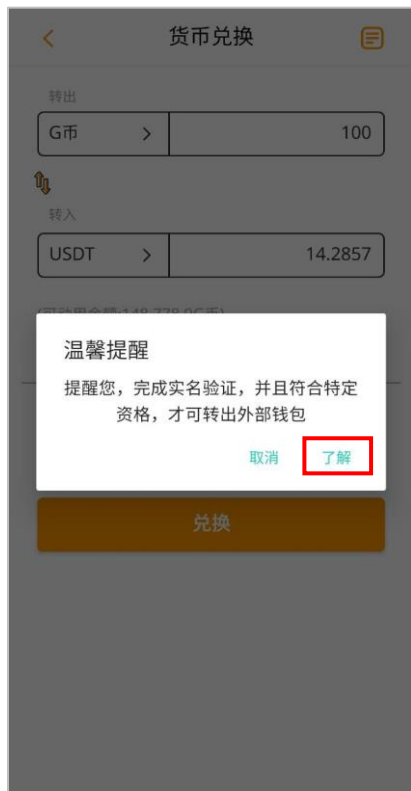 货币兑换
转出
G币 > 100
转入
USDT > 14.2857
温馨提醒
提醒您，完成实名验证，并且符合特定
资格，才可转出外部钱包
取消 了解
兑换